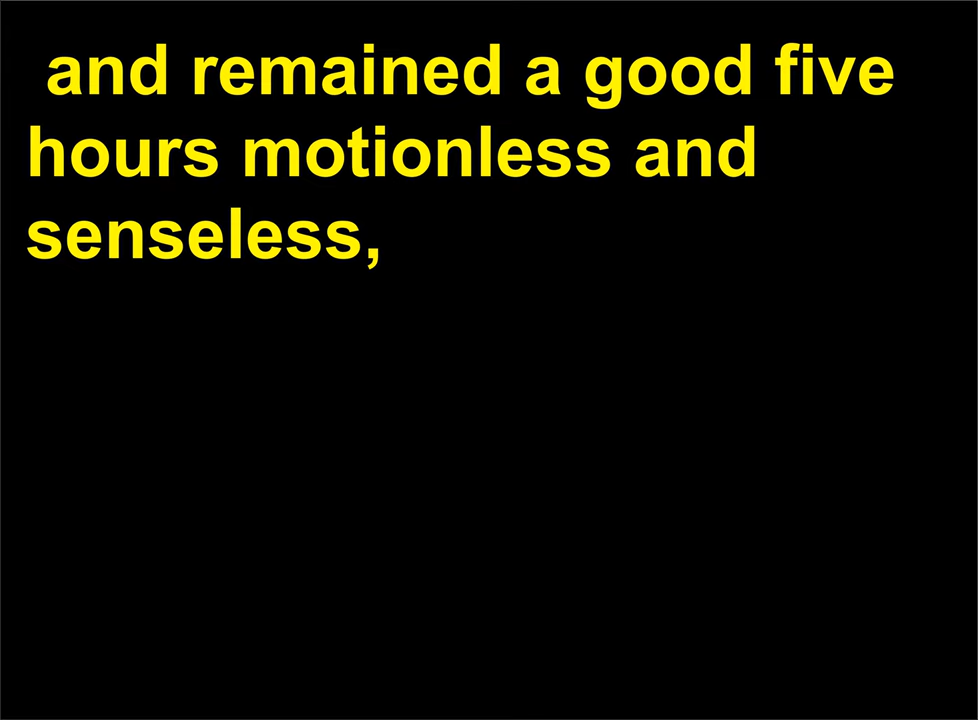 and remained a good five
hours motionless and
senseless,